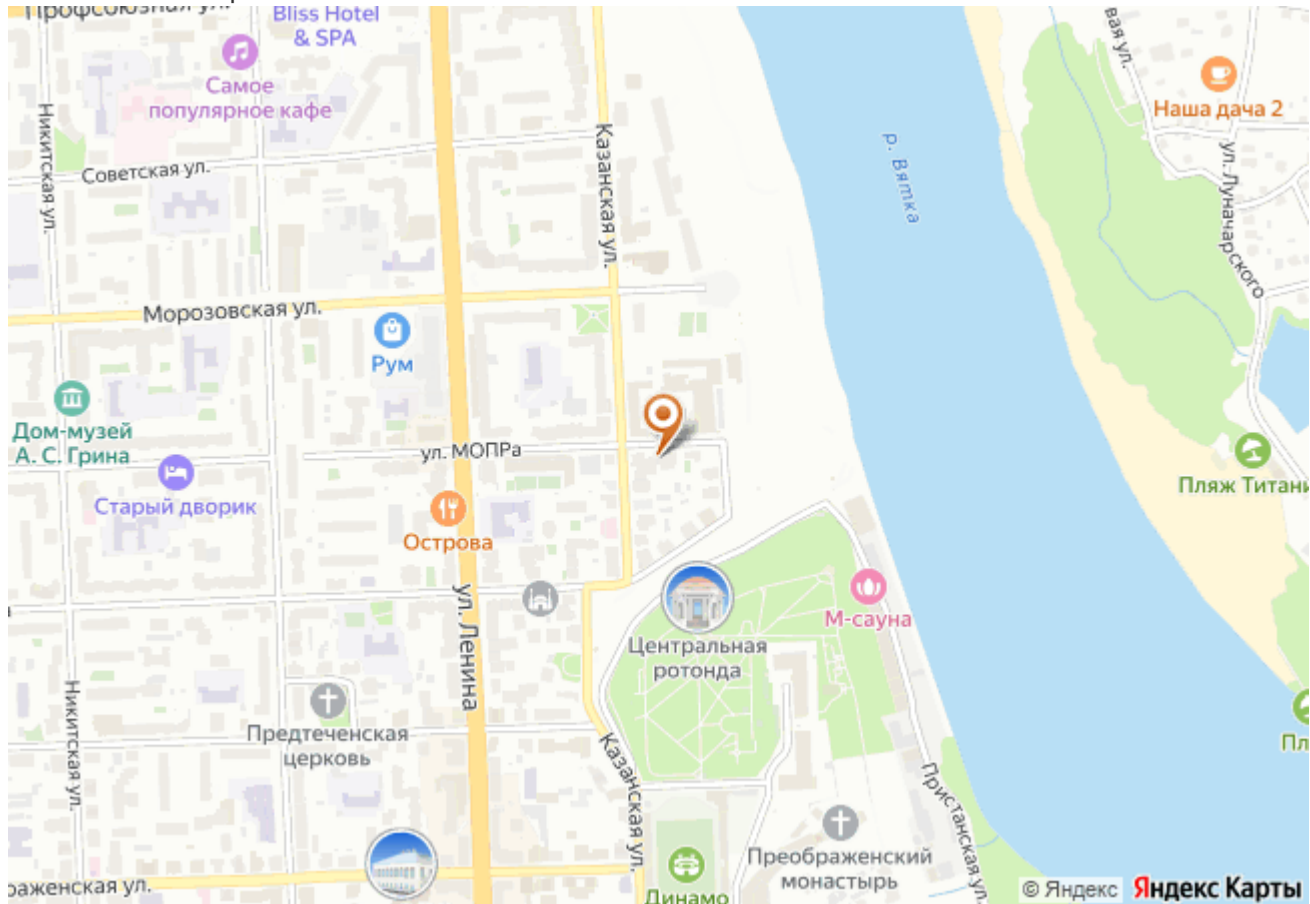 Профсоюзная ул.
Bliss Hotel
& SPA
вая ул.
Самое
популярное кафе
Наша дача 2
Никитская ул.
Казанская ул.
р. Вятка
ул. Луначарского
Советская ул.
Морозовская ул.
Рум
Дом-музей
А. С. Грина
ул. МОПРа
Старый дворик
Пляж Титани
Острова
ул. Ленина
М-сауна
Центральная
ротонда
Никитская ул.
Предтеченская
церковь
Казанская ул.
Пл
Пристанская ул.
Преображенский
монастырь
раженская ул.
Динамо
© Яндекс Яндекс Карты